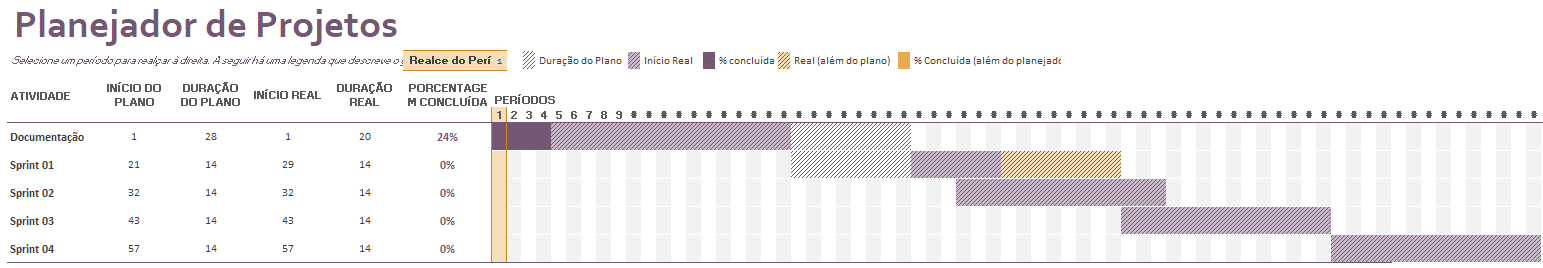 Planejador de Projetos
Selecione um período para realçar à direita. A seguir há uma legenda que descreve o g
Realce do Perí 1
Duração do Plano
Início Real
% concluída
Real (além do plano)
% Concluída (além do planejado
ATIVIDADE INÍCIO DO PLANO DURAÇÃO DO PLANO INÍCIO REAL DURAÇÃO REAL PORCENTAGE M CONCLUÍDA PERÍODOS
1 2 3 4 5 6 7 8 9 # # # # # # # # # # # # # # # # # # # # # # # # # # # # # # # # # # # # # # # # # # # # # # # # # # # # # # # # # # # # #
Documentação 1 28 1 20 24%
Sprint 01 21 14 29 14 0%
Sprint 02 32 14 32 14 0%
Sprint 03 43 14 43 14 0%
Sprint 04 57 14 57 14 0%